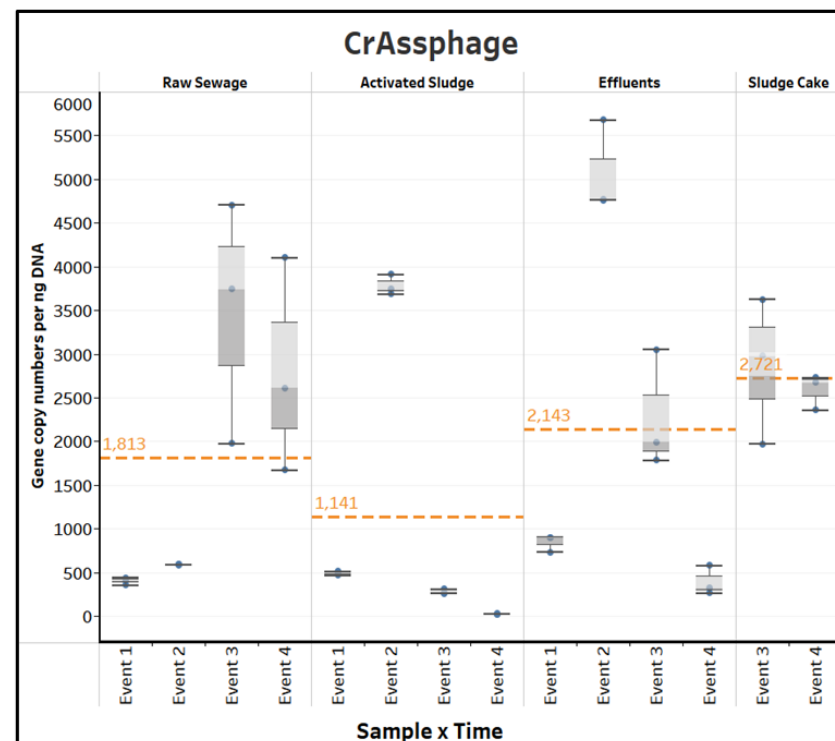 CrAssphage
Raw Sewage
Activated Sludge
Effluents
Sludge Cake
Gene copy numbers per ng DNA
6000
5500
5000
4500
4000
3500
3000
2500
2000
1500
1000
500
0
1,813
1,141
2,143
2,721
Event 1
Event 2
Event 3
Event 4
Event 1
Event 2
Event 3
Event 4
Event 1
Event 2
Event 3
Event 4
Event 3
Event 4
Sample x Time